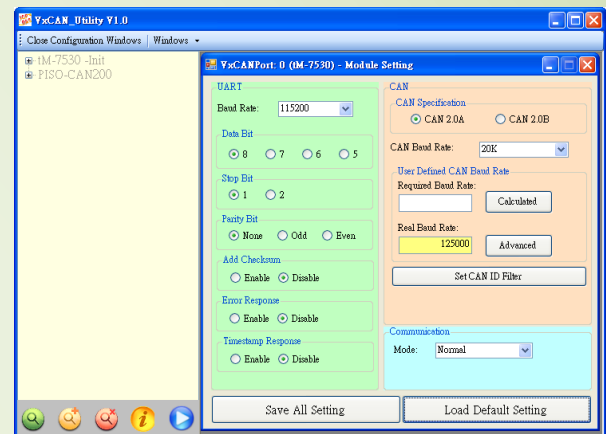 VxCAN_Utility V1.0
Close Configuration Windows Windows
tM-7530 -Init
PISO-CAN200
VxCANPort: 0 (tM-7530) - Module Setting
UART
Baud Rate: 115200
Data Bit
8 7 6 5
Stop Bit
1 2
Parity Bit
None Odd Even
Add Checksum
Enable Disable
Error Response
Enable Disable
Timestamp Response
Enable Disable
CAN
CAN Specification
CAN 2.0A CAN 2.0B
CAN Baud Rate: 20K
User Defined CAN Baud Rate
Required Baud Rate:
Calculated
Real Baud Rate:
125000 Advanced
Set CAN ID Filter
Communication
Mode: Normal
Save All Setting Load Default Setting